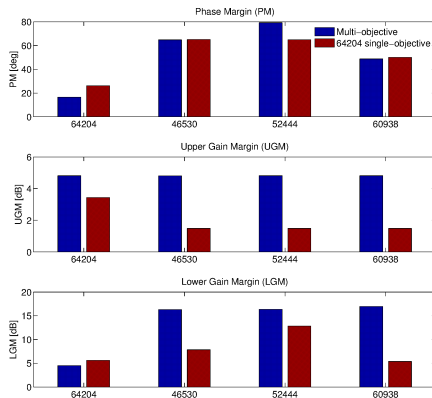 Phase Margin (PM)
80
60
40
20
0
PM [deg]
Multi-objective
64204 single-objective
64204 46530 52444 60938
Upper Gain Margin (UGM)
6
4
2
0
UGM [dB]
64204 46530 52444 60938
Lower Gain Margin (LGM)
20
15
10
5
0
LGM [dB]
64204 46530 52444 60938